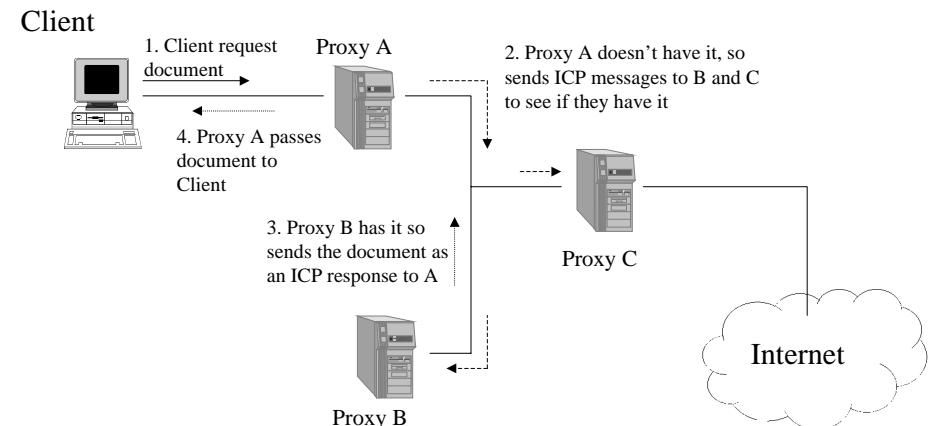 Client
1. Client request
document
Proxy A
2. Proxy A doesn’t have it, so
sends ICP messages to B and C
to see if they have it
4. Proxy A passes
document to
Client
3. Proxy B has it so
sends the document as
an ICP response to A
Proxy C
Internet
Proxy B